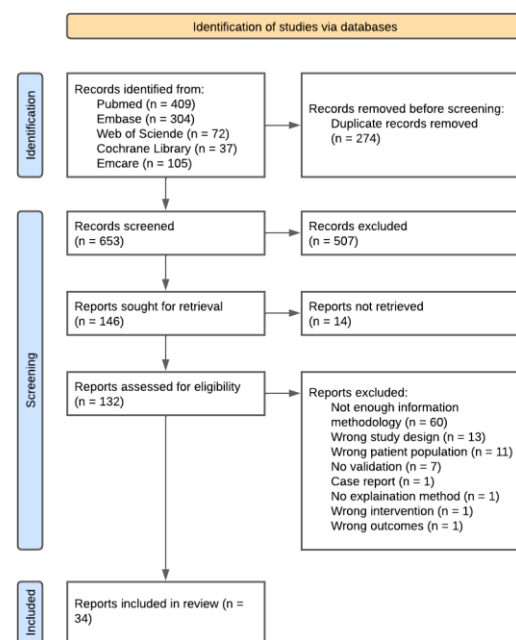 Identification of studies via databases
Identification
Records identified from:
Pubmed (n = 409)
Embase (n = 304)
Web of Sciende (n = 72)
Cochrane Library (n = 37)
Emcare (n = 105)
Records removed before screening:
Duplicate records removed
(n = 274)
Screening
Records screened
(n = 653)
Records excluded
(n = 507)
Reports sought for retrieval
(n = 146)
Reports not retrieved
(n = 14)
Reports assessed for eligibility
(n = 132)
Reports excluded:
Not enough information
methodology (n = 60)
Wrong study design (n = 13)
Wrong patient population (n = 11)
No validation (n = 7)
Case report (n = 1)
No explaination method (n = 1)
Wrong intervention (n = 1)
Wrong outcomes (n = 1)
Included
Reports included in review (n =
34)